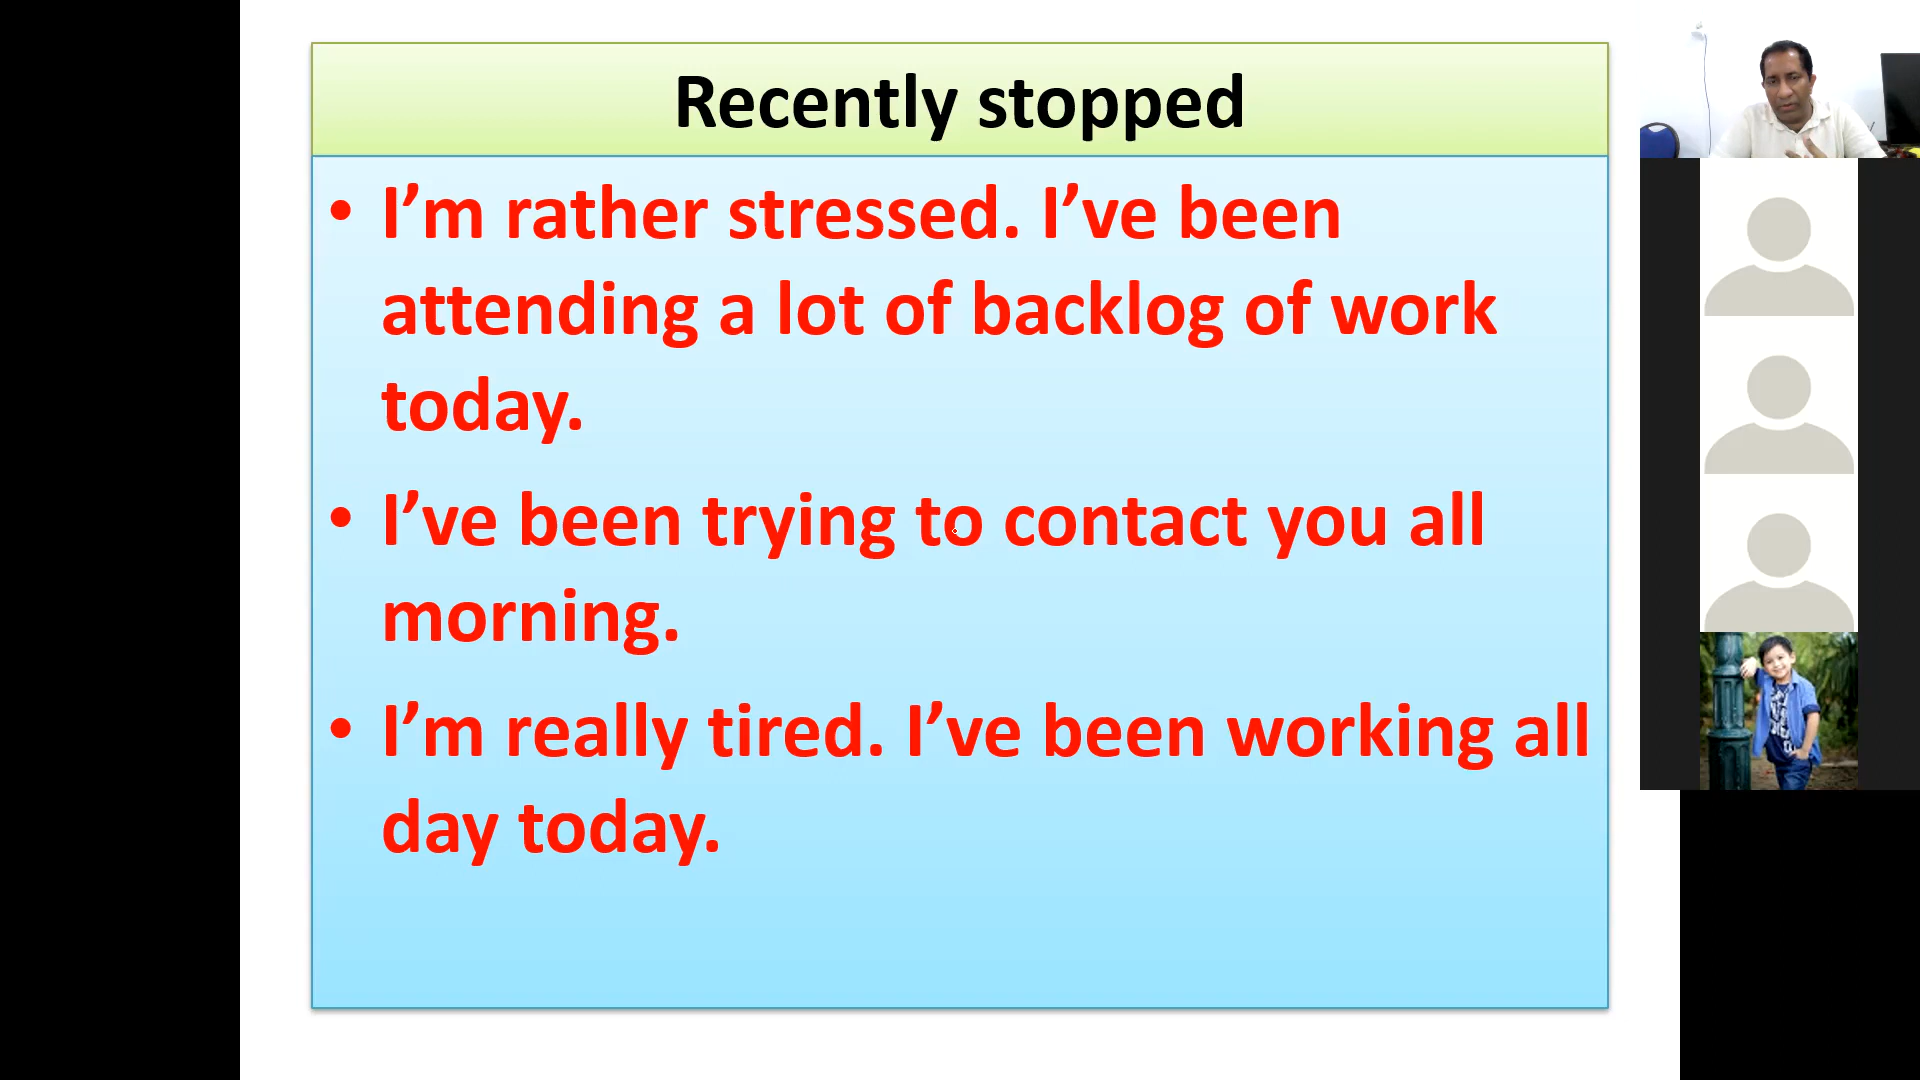 Recently stopped
• I’m rather stressed. I’ve been
attending a lot of backlog of work
today.
• I’ve been trying to contact you all
morning.
• I’m really tired. I’ve been working all
day today.